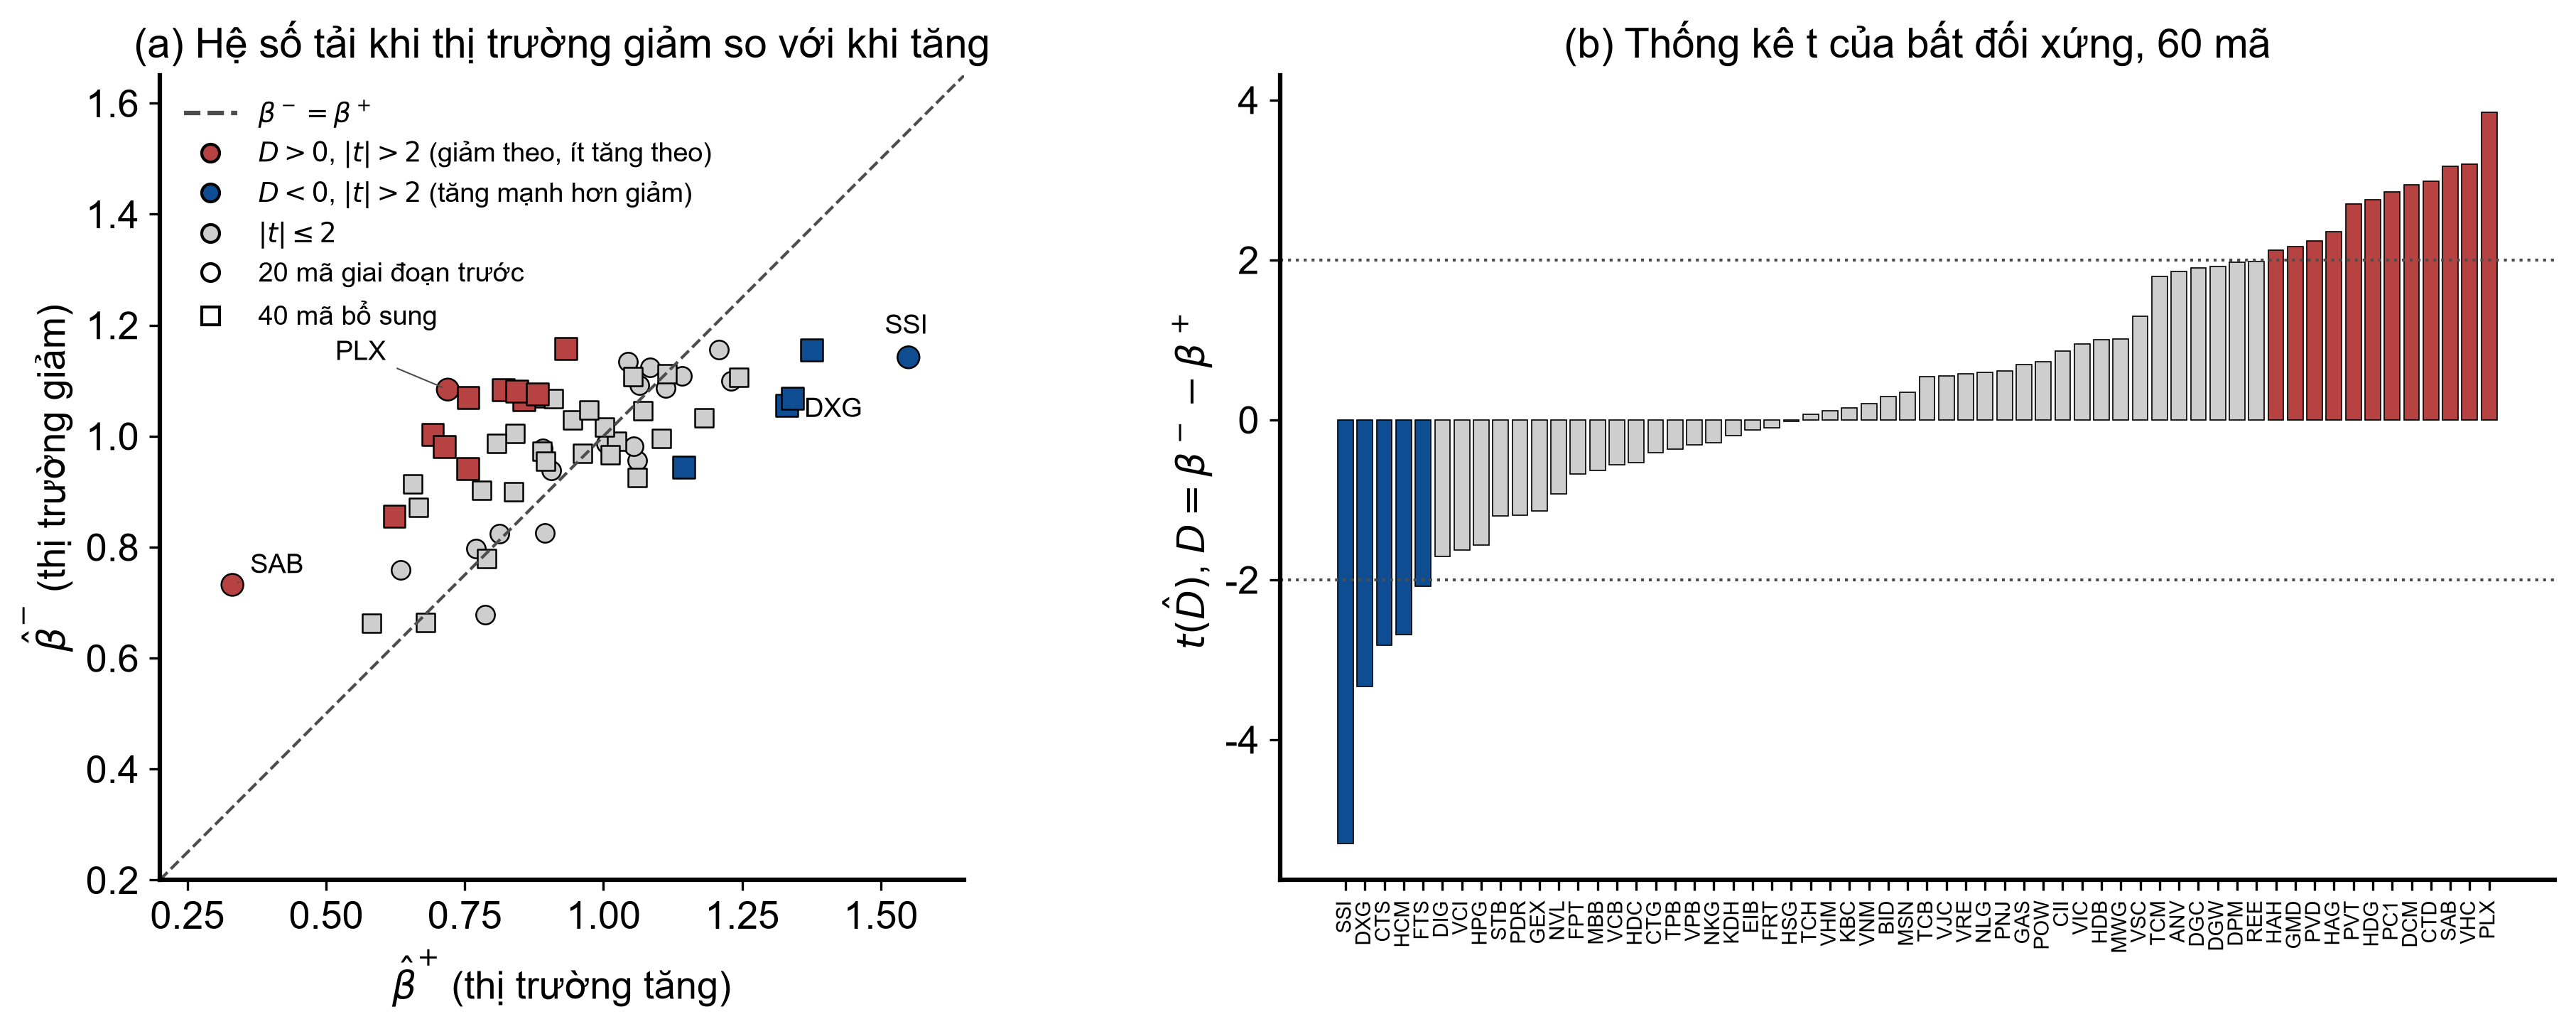 (a) Hệ số tải khi thị trường giảm so với khi tăng
β̂⁻ (thị trường giảm)
1.6
1.4
1.2
1.0
0.8
0.6
0.4
0.2
β⁻ = β⁺
D > 0, |t| > 2 (giảm theo, ít tăng theo)
D < 0, |t| > 2 (tăng mạnh hơn giảm)
|t| ≤ 2
20 mã giai đoạn trước
40 mã bổ sung
PLX
SSI
DXG
SAB
0.25 0.50 0.75 1.00 1.25 1.50
β̂⁺ (thị trường tăng)
(b) Thống kê t của bất đối xứng, 60 mã
t(D̂), D = β⁻ − β⁺
4
2
0
-2
-4
SSI
DXG
CTS
HCM
FTS
DIG
VCI
HPG
STB
PDR
GEX
NVL
FPT
MBB
VCB
HDC
CTG
TPB
VPB
NKG
KDH
EIB
FRT
HSG
TCH
VHM
KBC
VNM
BID
MSN
TCB
VJC
VRE
NLG
PNJ
GAS
POW
CII
VIC
HDB
MWG
VSC
TCM
ANV
DGC
DGW
DPM
REE
HAH
GMD
PVD
HAG
PVT
HDG
PC1
DCM
CTD
SAB
VHC
PLX